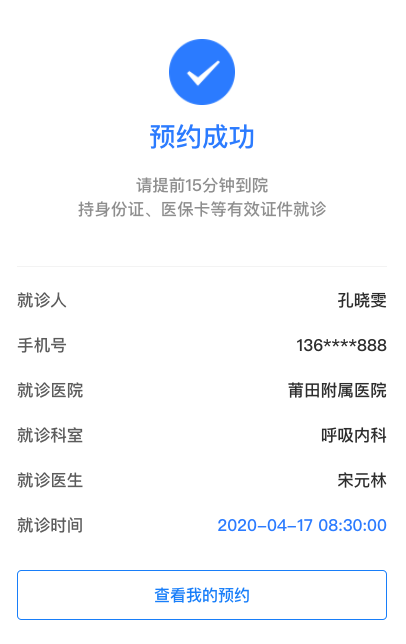 预约成功
请提前15分钟到院
持身份证、医保卡等有效证件就诊
就诊人 孔晓雯
手机号 136****888
就诊医院 莆田附属医院
就诊科室 呼吸内科
就诊医生 宋元林
就诊时间 2020-04-17 08:30:00
查看我的预约